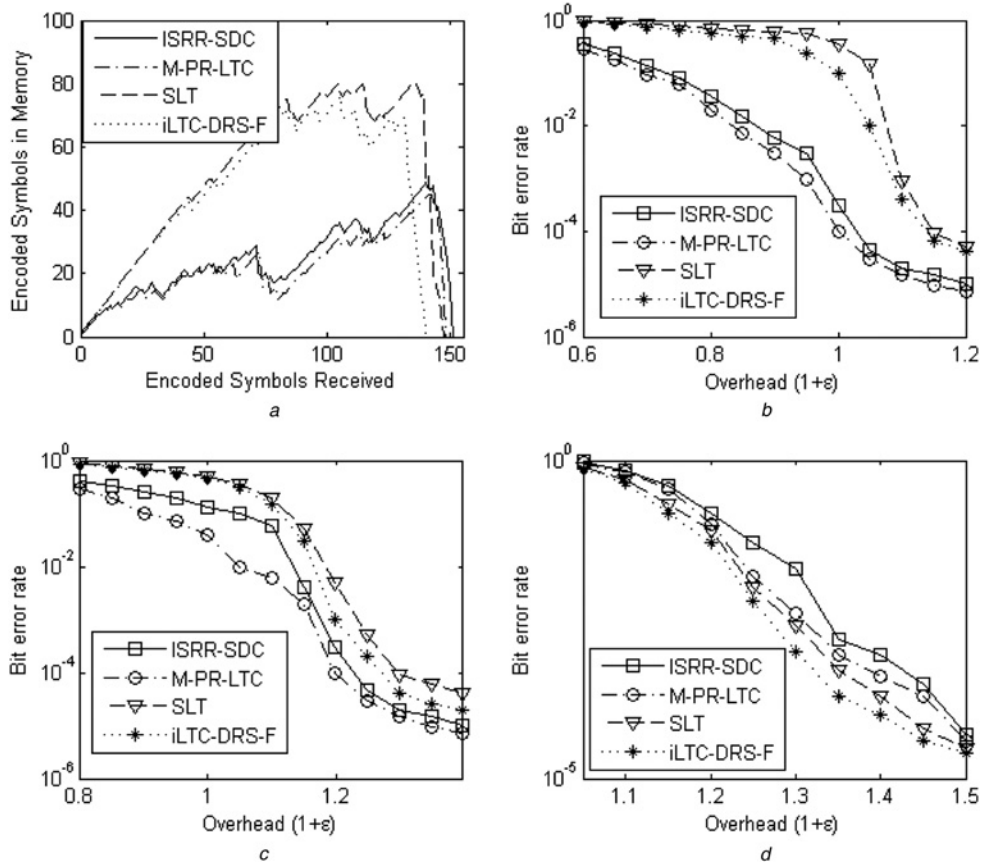 100
80
60
40
20
0
Encoded Symbols in Memory
ISRR-SDC
M-PR-LTC
SLT
iLTC-DRS-F
0 50 100 150
Encoded Symbols Received
a
10^0
10^-2
10^-4
10^-6
Bit error rate
ISRR-SDC
M-PR-LTC
SLT
iLTC-DRS-F
0.6 0.8 1 1.2
Overhead (1+ε)
b
10^0
10^-2
10^-4
10^-6
Bit error rate
ISRR-SDC
M-PR-LTC
SLT
iLTC-DRS-F
0.8 1 1.2
Overhead (1+ε)
c
10^0
10^-5
Bit error rate
ISRR-SDC
M-PR-LTC
SLT
iLTC-DRS-F
1.1 1.2 1.3 1.4 1.5
Overhead (1+ε)
d